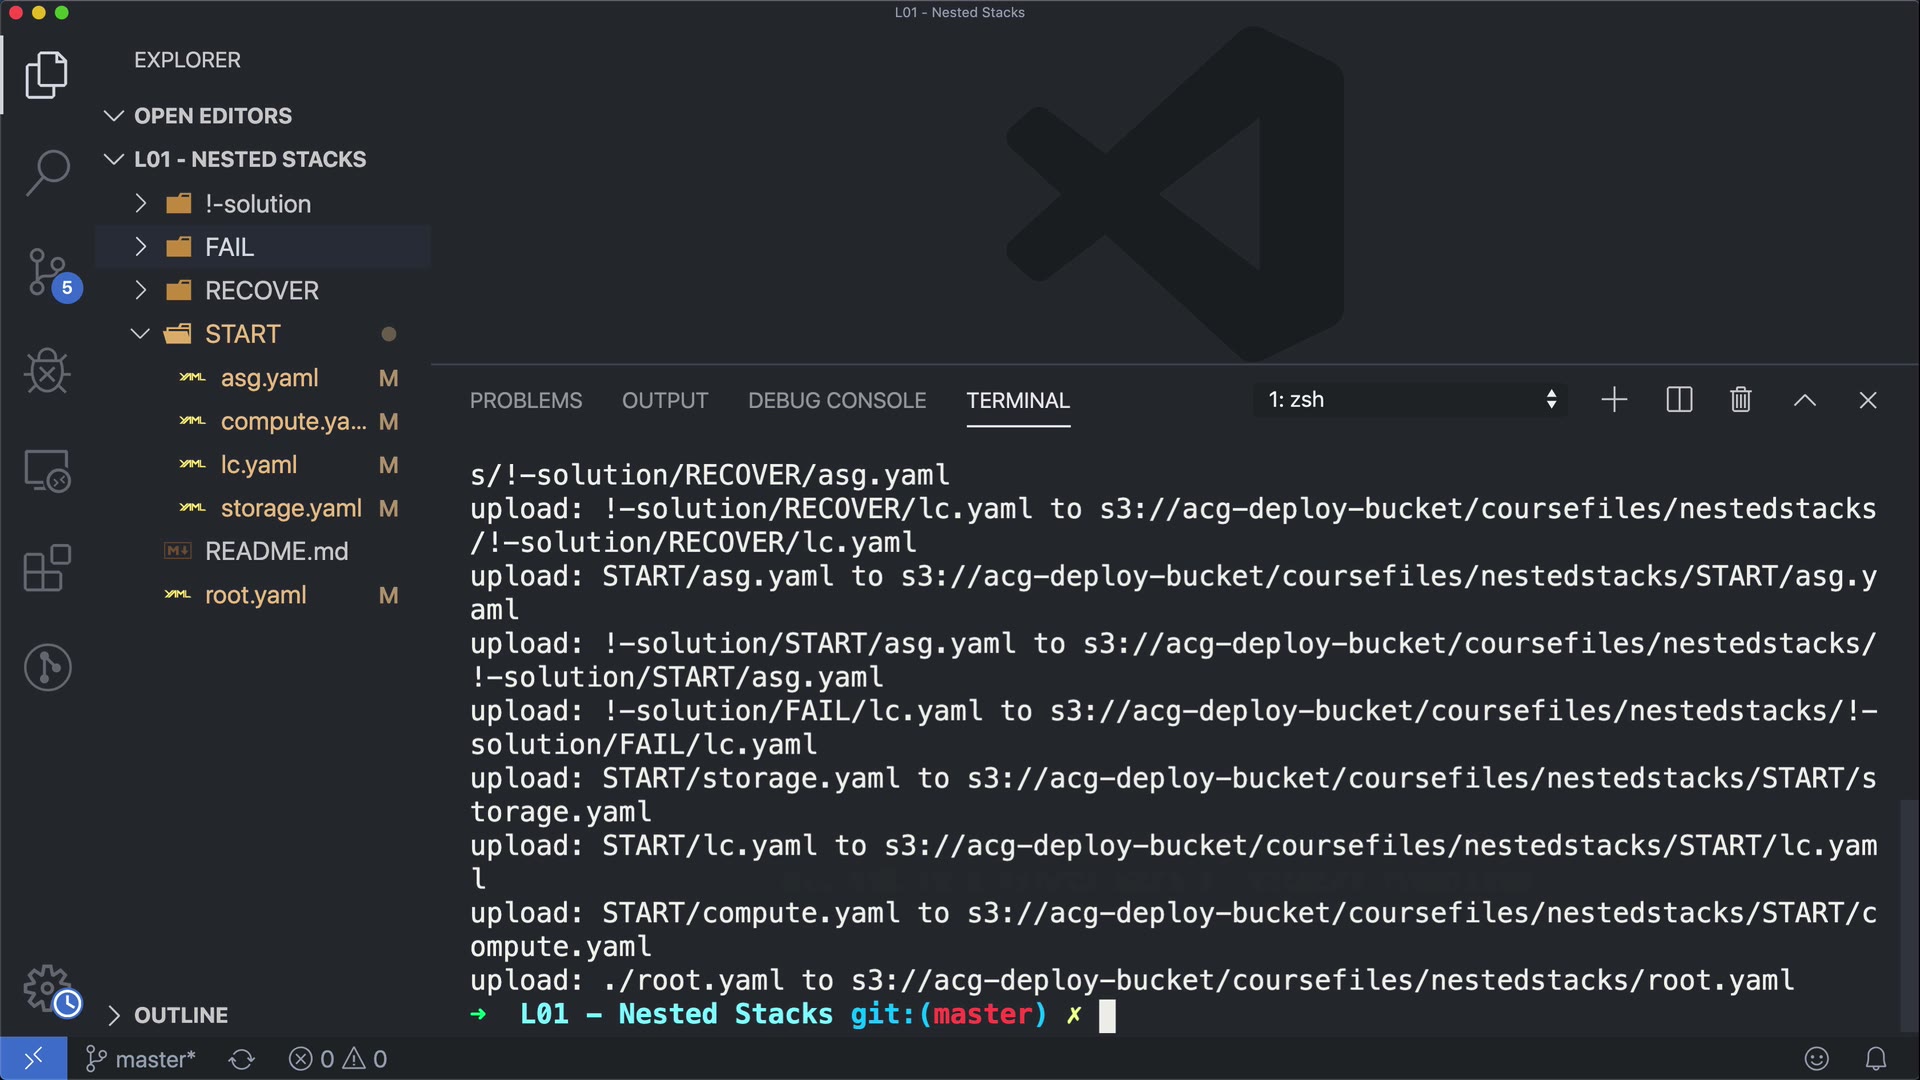 L01 - Nested Stacks
EXPLORER
OPEN EDITORS
L01 - NESTED STACKS
!-solution
FAIL
RECOVER
START
asg.yaml M
compute.ya... M
lc.yaml M
storage.yaml M
README.md
root.yaml M
OUTLINE
5
PROBLEMS OUTPUT DEBUG CONSOLE TERMINAL 1: zsh
s/!-solution/RECOVER/asg.yaml
upload: !-solution/RECOVER/lc.yaml to s3://acg-deploy-bucket/coursefiles/nestedstacks
/!-solution/RECOVER/lc.yaml
upload: START/asg.yaml to s3://acg-deploy-bucket/coursefiles/nestedstacks/START/asg.y
aml
upload: !-solution/START/asg.yaml to s3://acg-deploy-bucket/coursefiles/nestedstacks/
!-solution/START/asg.yaml
upload: !-solution/FAIL/lc.yaml to s3://acg-deploy-bucket/coursefiles/nestedstacks/!-
solution/FAIL/lc.yaml
upload: START/storage.yaml to s3://acg-deploy-bucket/coursefiles/nestedstacks/START/s
torage.yaml
upload: START/lc.yaml to s3://acg-deploy-bucket/coursefiles/nestedstacks/START/lc.yam
l
upload: START/compute.yaml to s3://acg-deploy-bucket/coursefiles/nestedstacks/START/c
ompute.yaml
upload: ./root.yaml to s3://acg-deploy-bucket/coursefiles/nestedstacks/root.yaml
➜ L01 - Nested Stacks git:(master) ✗
master* 0 0